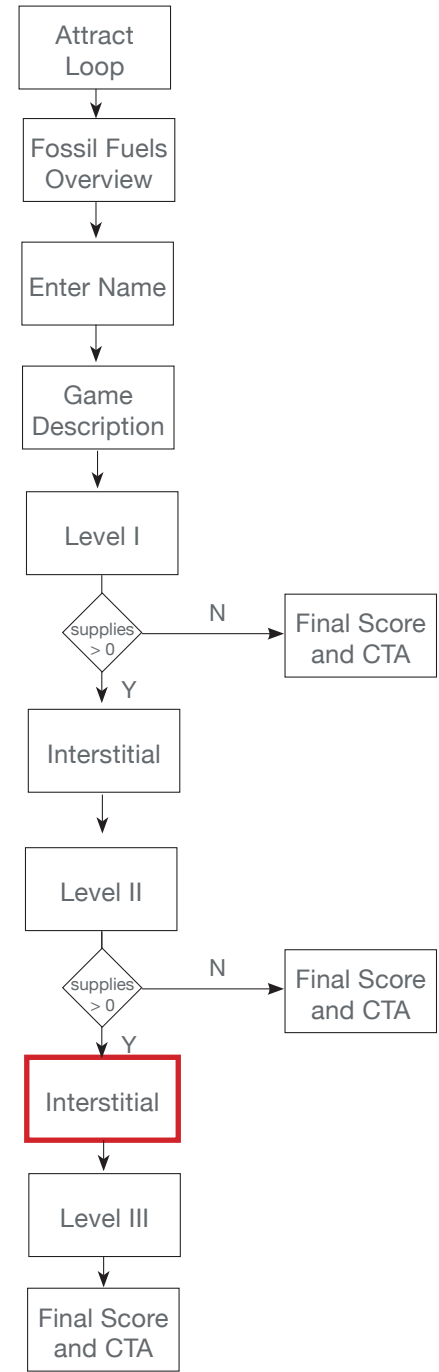 Attract
Loop
Fossil Fuels
Overview
Enter Name
Game
Description
Level I
supplies
> 0
N
Final Score
and CTA
Y
Interstitial
Level II
supplies
> 0
N
Final Score
and CTA
Y
Interstitial
Level III
Final Score
and CTA